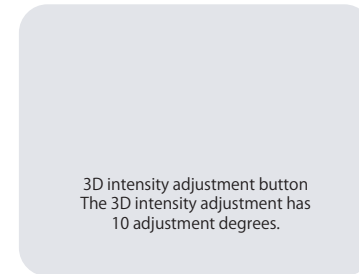 3D intensity adjustment button
The 3D intensity adjustment has
10 adjustment degrees.